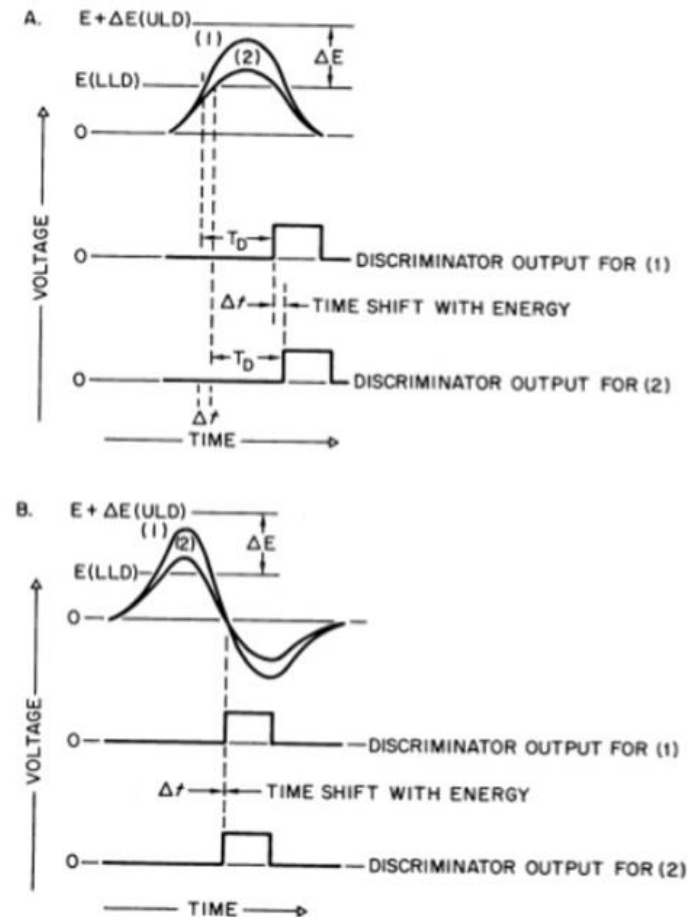 A.
E + ΔE(ULD)
(1)
(2)
ΔE
E(LLD)
0
VOLTAGE
T_D
0
DISCRIMINATOR OUTPUT FOR (1)
Δt
TIME SHIFT WITH ENERGY
T_D
0
DISCRIMINATOR OUTPUT FOR (2)
Δt
TIME
B.
E + ΔE(ULD)
(1)
(2)
ΔE
E(LLD)
0
VOLTAGE
0
DISCRIMINATOR OUTPUT FOR (1)
Δt
TIME SHIFT WITH ENERGY
0
DISCRIMINATOR OUTPUT FOR (2)
TIME